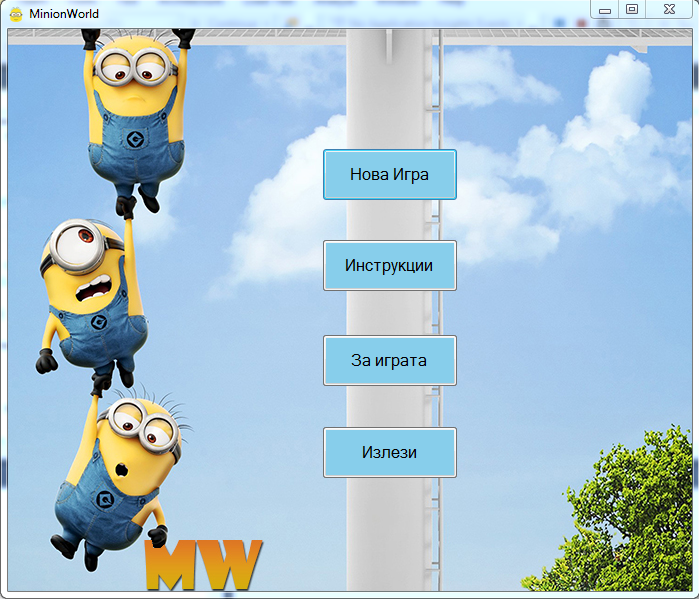 MinionWorld
Нова Игра
Инструкции
За играта
Излези
MW